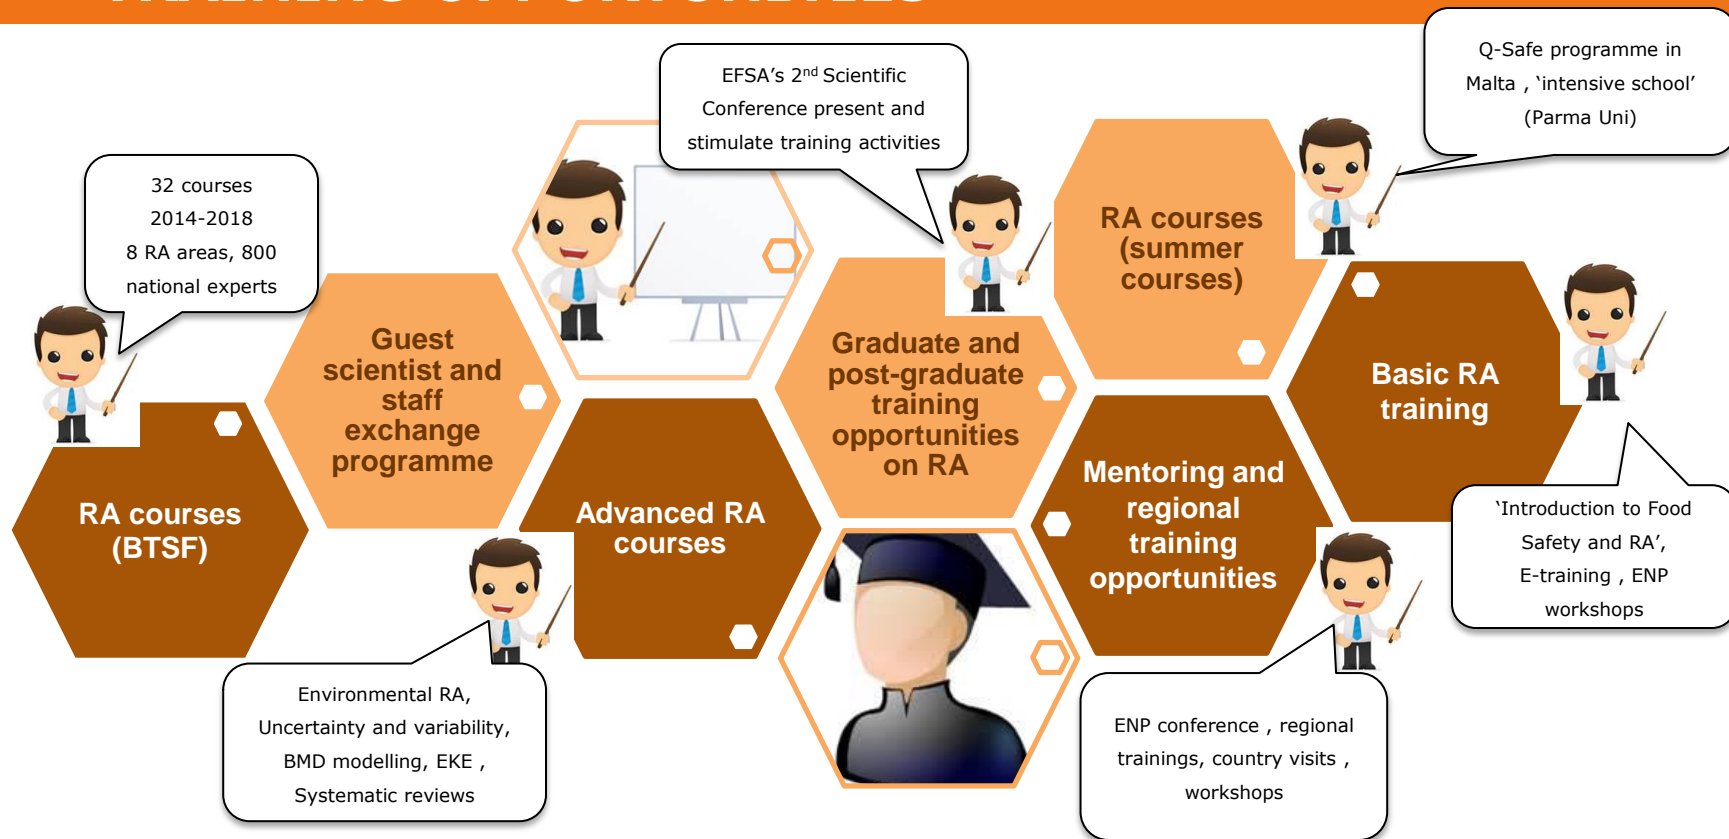 TRAINING OPPORTUNITIES
32 courses
2014-2018
8 RA areas, 800
national experts
EFSA’s 2nd Scientific
Conference present and
stimulate training activities
Q-Safe programme in
Malta , ‘intensive school’
(Parma Uni)
RA courses
(BTSF)
Guest
scientist and
staff
exchange
programme
Advanced RA
courses
Graduate and
post-graduate
training
opportunities
on RA
RA courses
(summer
courses)
Mentoring and
regional
training
opportunities
Basic RA
training
Environmental RA,
Uncertainty and variability,
BMD modelling, EKE ,
Systematic reviews
ENP conference , regional
trainings, country visits ,
workshops
‘Introduction to Food
Safety and RA’,
E-training , ENP
workshops